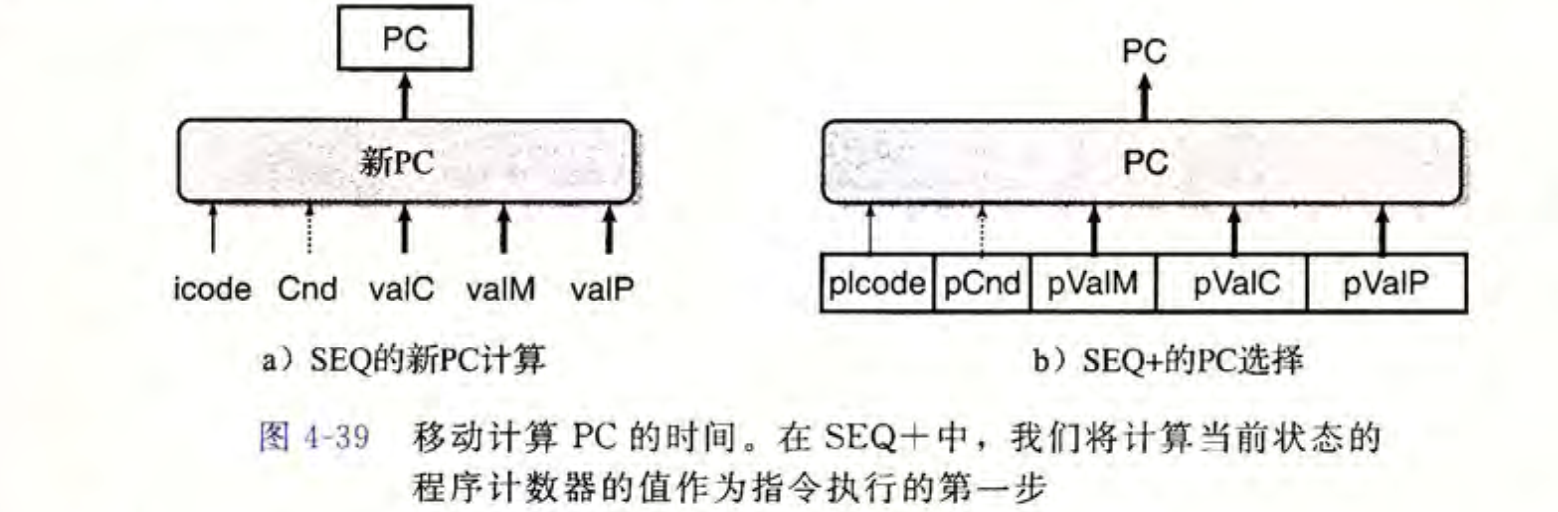 PC
PC
新PC
PC
icode Cnd valC valM valP
pIcode pCnd pValM pValC pValP
a）SEQ的新PC计算
b）SEQ+的PC选择
图 4-39 移动计算 PC 的时间。在 SEQ＋中，我们将计算当前状态的
程序计数器的值作为指令执行的第一步